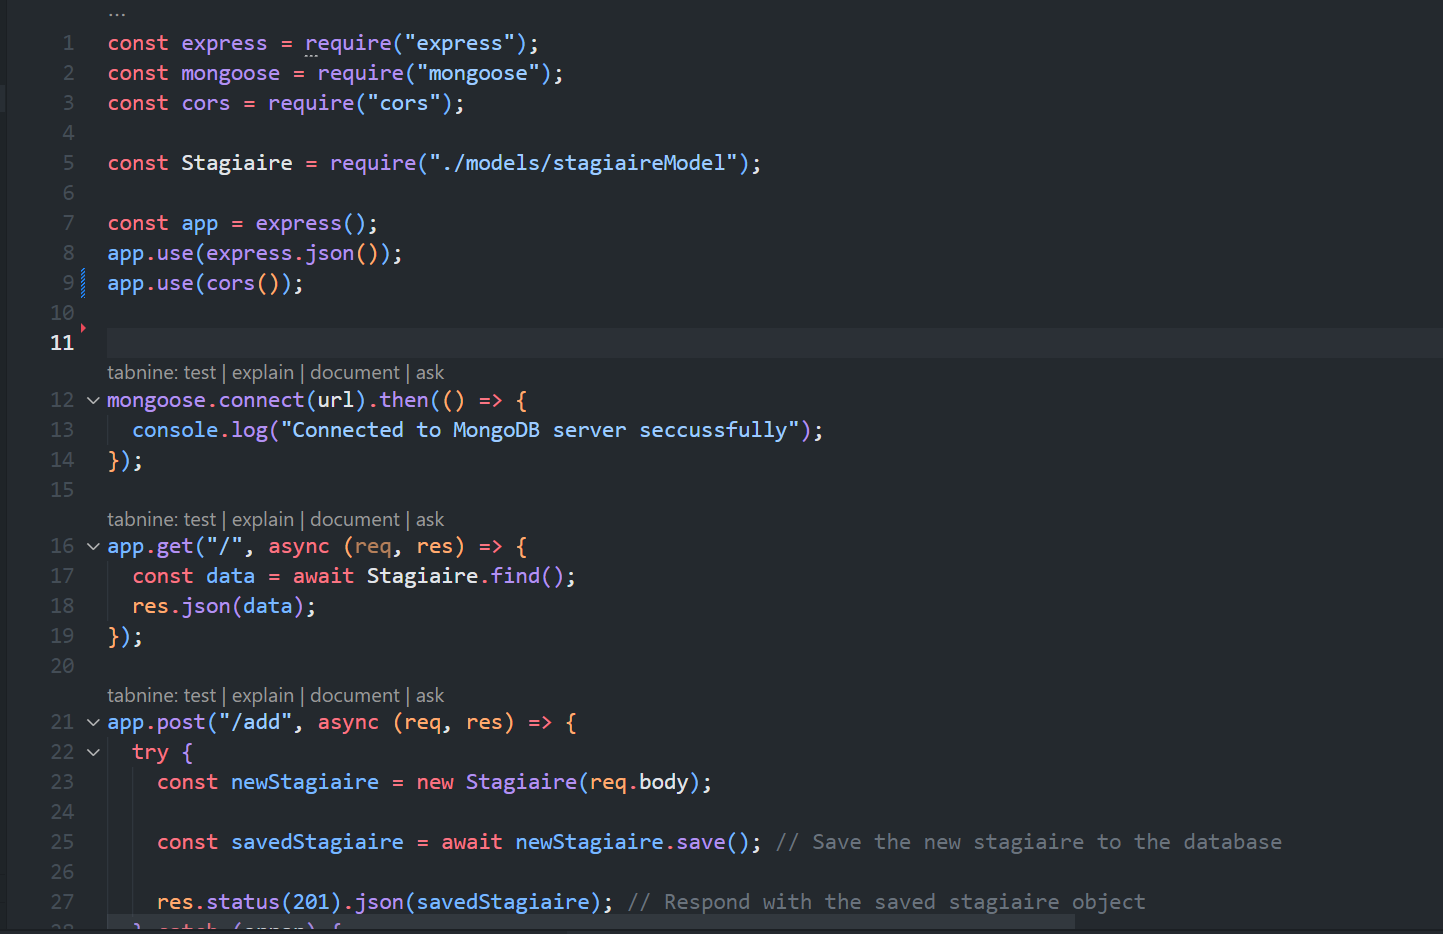 ...
1 const express = require("express");
2 const mongoose = require("mongoose");
3 const cors = require("cors");
4
5 const Stagiaire = require("./models/stagiaireModel");
6
7 const app = express();
8 app.use(express.json());
9 app.use(cors());
10
11
tabnine: test | explain | document | ask
12 mongoose.connect(url).then(() => {
13 console.log("Connected to MongoDB server seccussfully");
14 });
15
tabnine: test | explain | document | ask
16 app.get("/", async (req, res) => {
17 const data = await Stagiaire.find();
18 res.json(data);
19 });
20
tabnine: test | explain | document | ask
21 app.post("/add", async (req, res) => {
22 try {
23 const newStagiaire = new Stagiaire(req.body);
24
25 const savedStagiaire = await newStagiaire.save(); // Save the new stagiaire to the database
26
27 res.status(201).json(savedStagiaire); // Respond with the saved stagiaire object
28 } catch (error) {